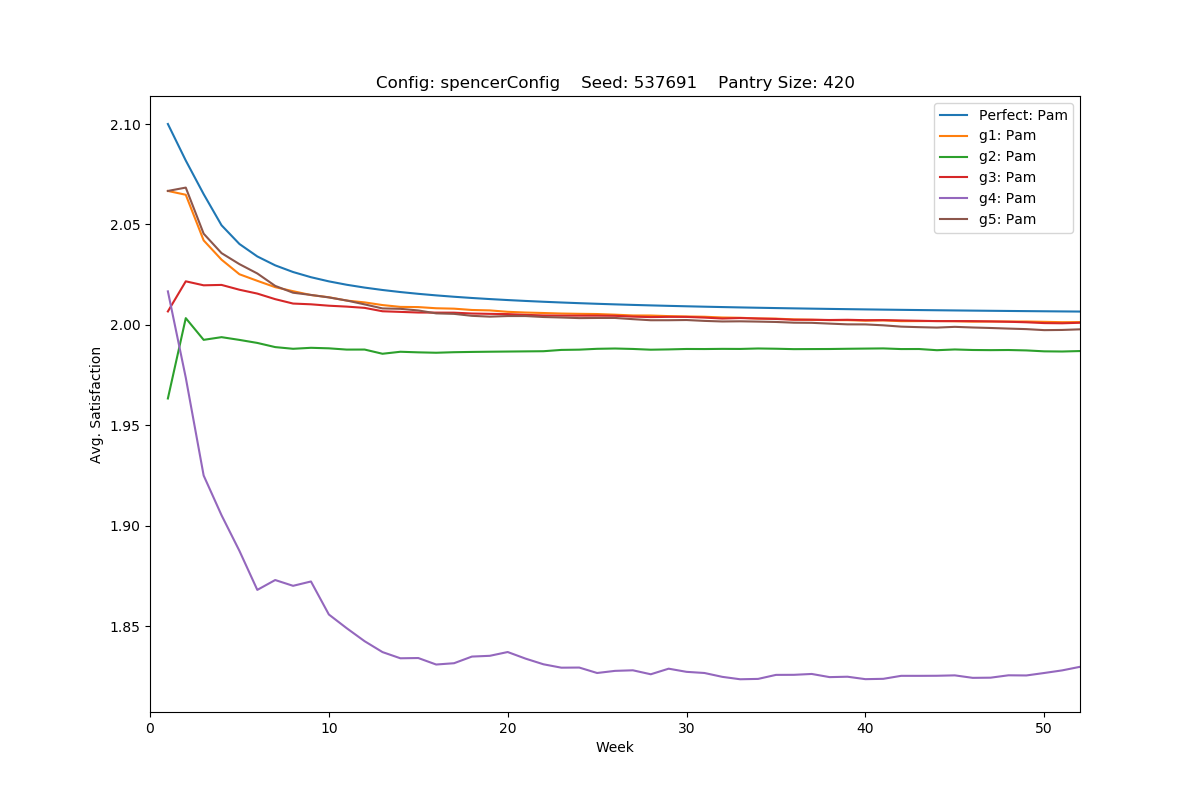 Config: spencerConfig    Seed: 537691    Pantry Size: 420
Perfect: Pam
g1: Pam
g2: Pam
g3: Pam
g4: Pam
g5: Pam
2.10
2.05
2.00
1.95
1.90
1.85
Avg. Satisfaction
0 10 20 30 40 50
Week